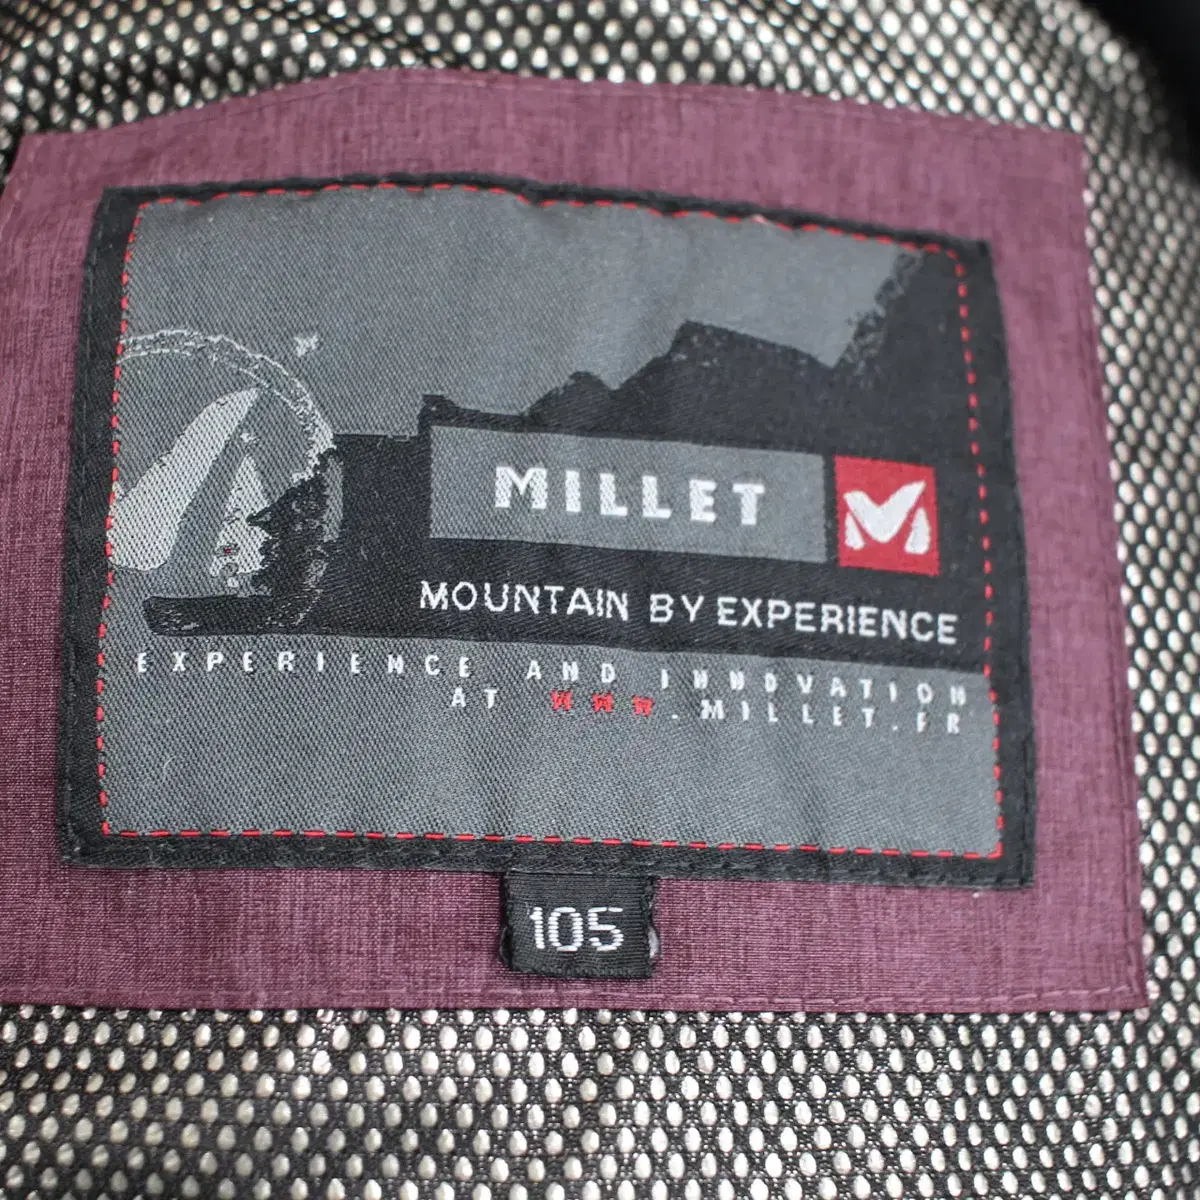 MILLET
MOUNTAIN BY EXPERIENCE
EXPERIENCE AND INNOVATION
AT WWW.MILLET.FR
105